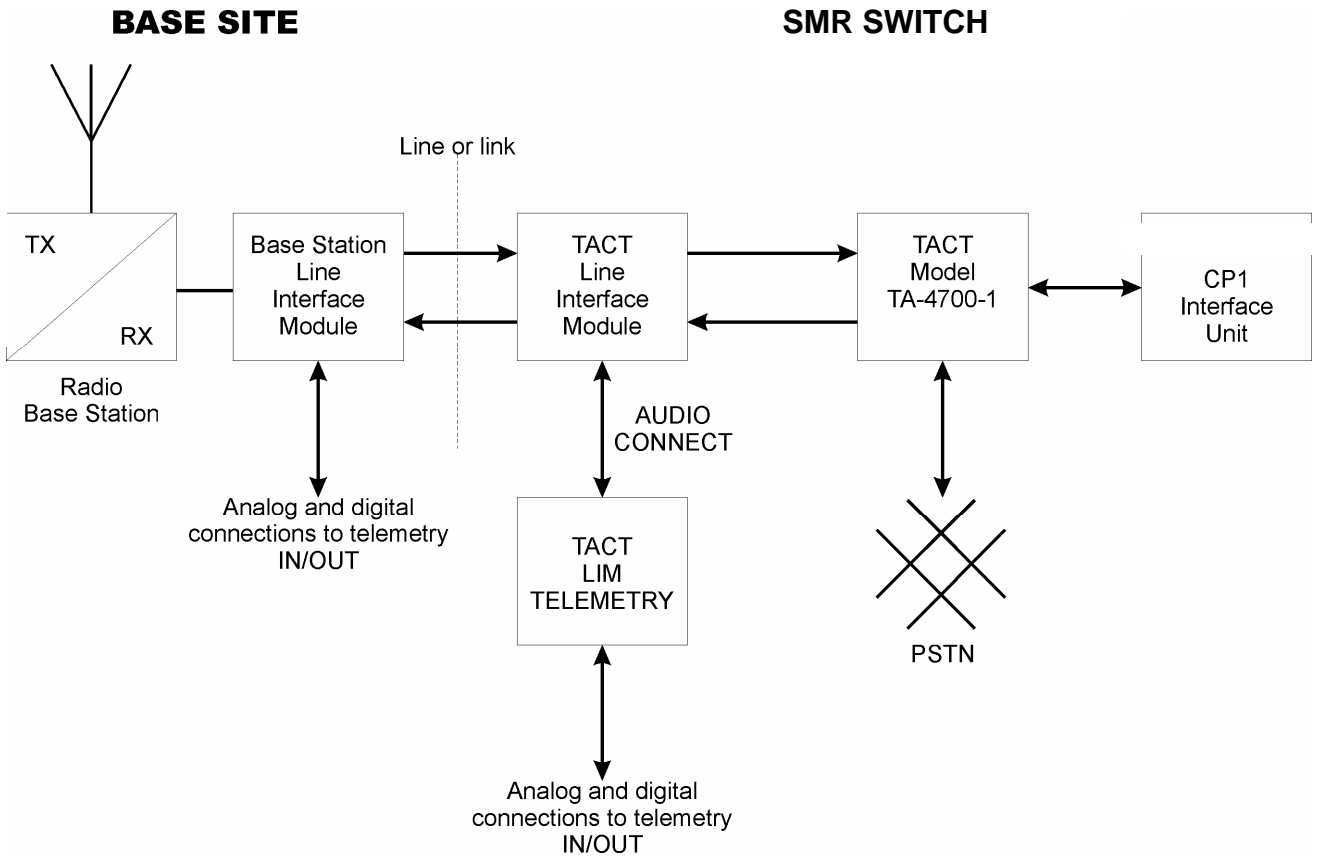 BASE SITE
SMR SWITCH
Line or link
TX
RX
Radio
Base Station
Base Station
Line
Interface
Module
TACT
Line
Interface
Module
TACT
Model
TA-4700-1
CP1
Interface
Unit
AUDIO
CONNECT
Analog and digital
connections to telemetry
IN/OUT
TACT
LIM
TELEMETRY
PSTN
Analog and digital
connections to telemetry
IN/OUT